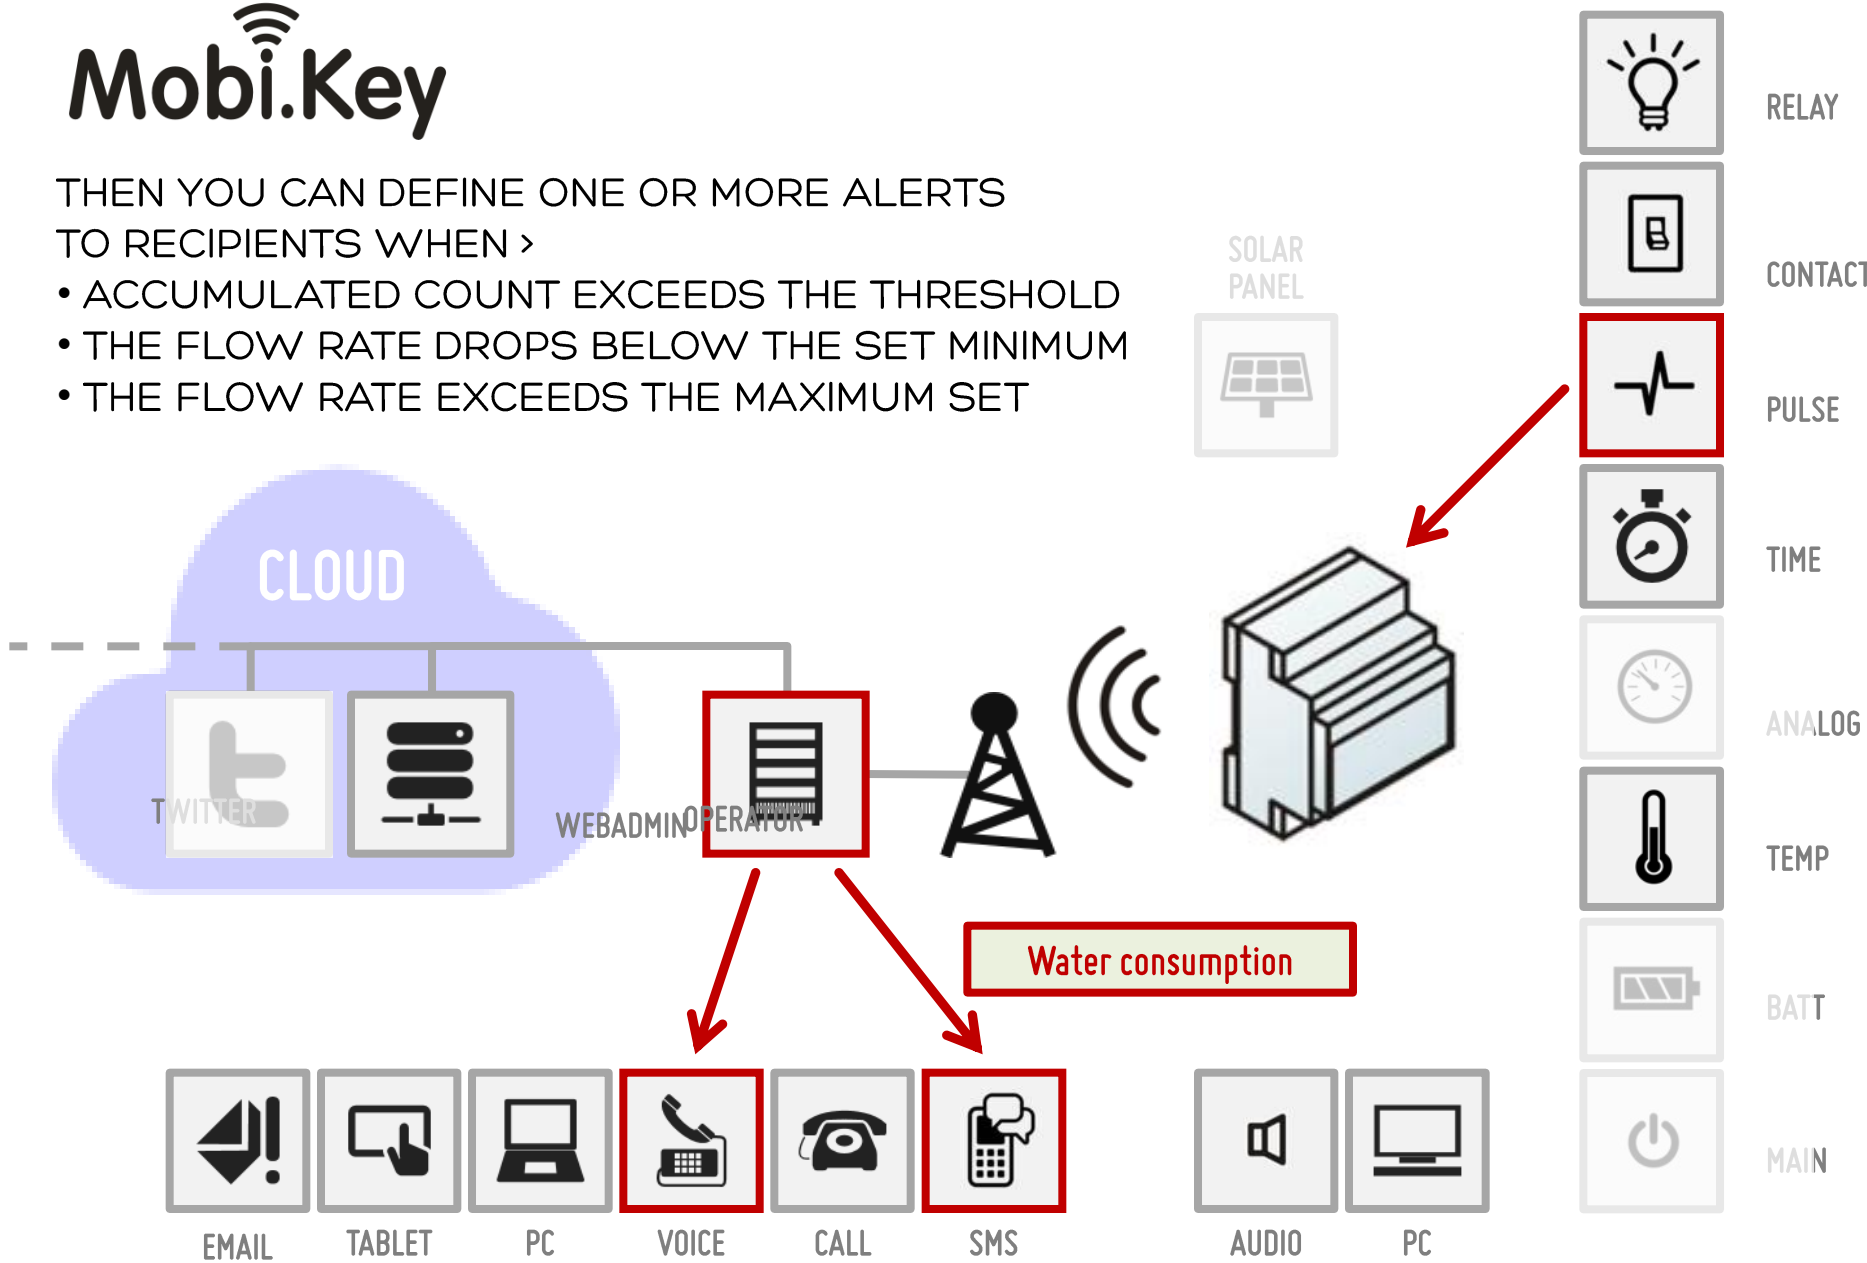 Mobi.Key
THEN YOU CAN DEFINE ONE OR MORE ALERTS
TO RECIPIENTS WHEN >
• ACCUMULATED COUNT EXCEEDS THE THRESHOLD
• THE FLOW RATE DROPS BELOW THE SET MINIMUM
• THE FLOW RATE EXCEEDS THE MAXIMUM SET
RELAY
CONTACT
SOLAR
PANEL
PULSE
TIME
CLOUD
ANALOG
TWITTER
WEBADMIN
OPERATOR
TEMP
Water consumption
BATT
MAIN
EMAIL
TABLET
PC
VOICE
CALL
SMS
AUDIO
PC